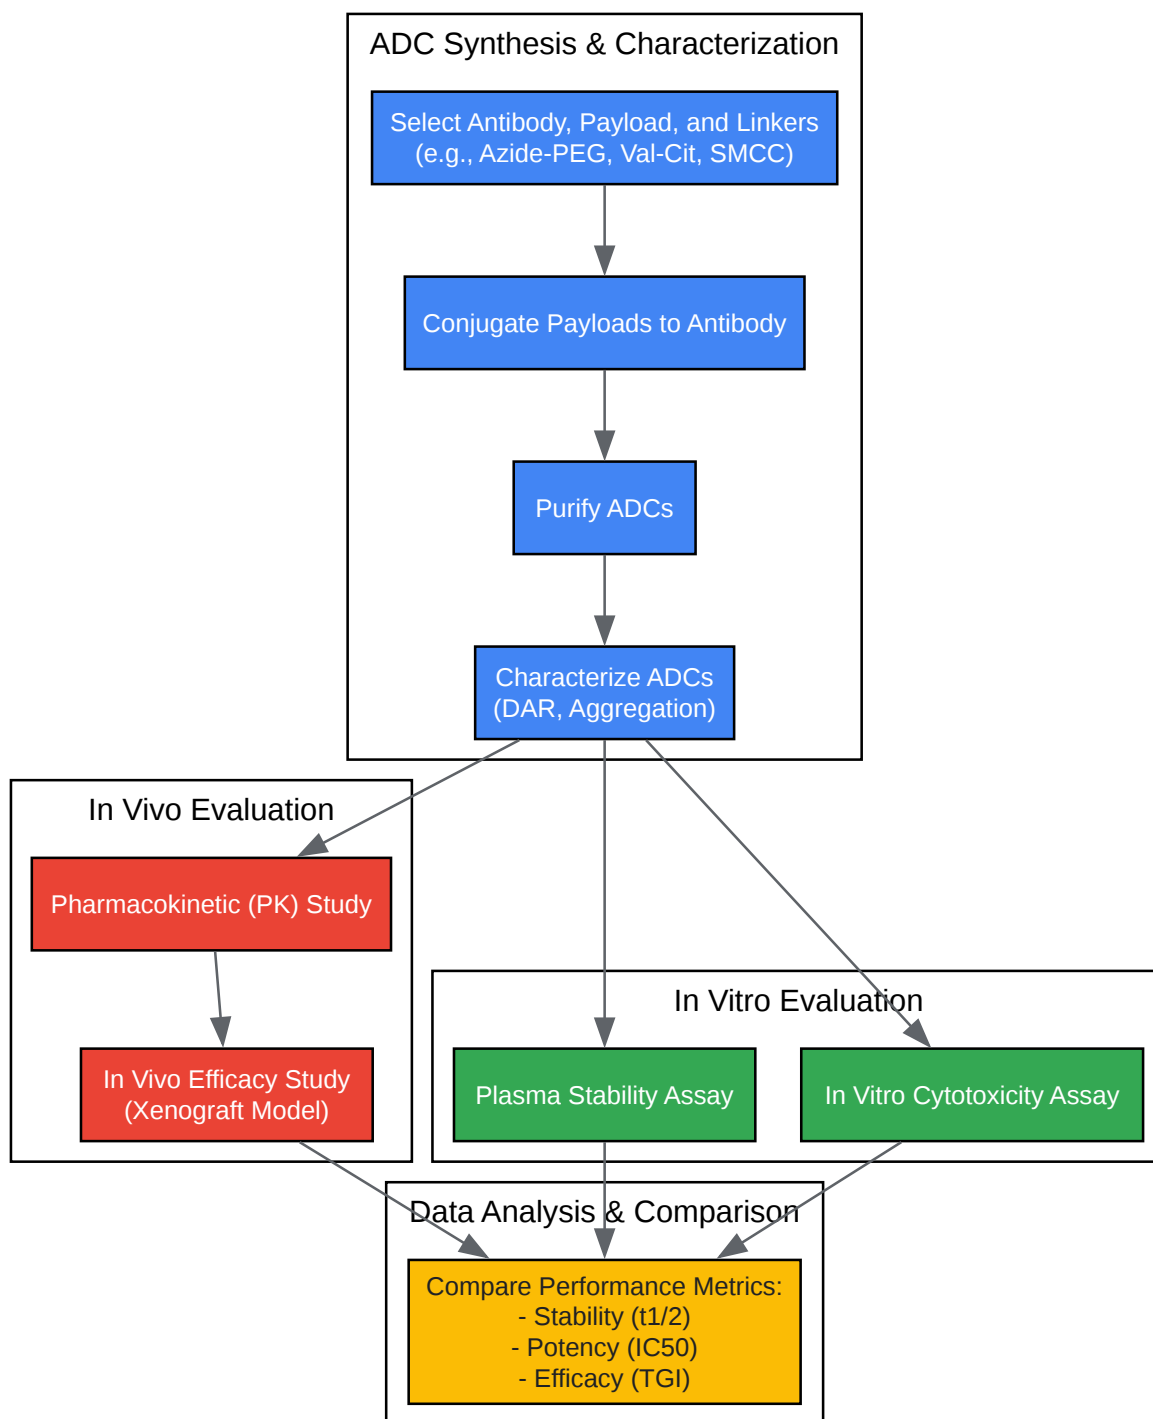 ADC Synthesis & Characterization
Select Antibody, Payload, and Linkers
(e.g., Azide-PEG, Val-Cit, SMCC)
Conjugate Payloads to Antibody
Purify ADCs
Characterize ADCs
(DAR, Aggregation)
In Vivo Evaluation
Pharmacokinetic (PK) Study
In Vivo Efficacy Study
(Xenograft Model)
In Vitro Evaluation
Plasma Stability Assay
In Vitro Cytotoxicity Assay
Data Analysis & Comparison
Compare Performance Metrics:
- Stability (t1/2)
- Potency (IC50)
- Efficacy (TGI)